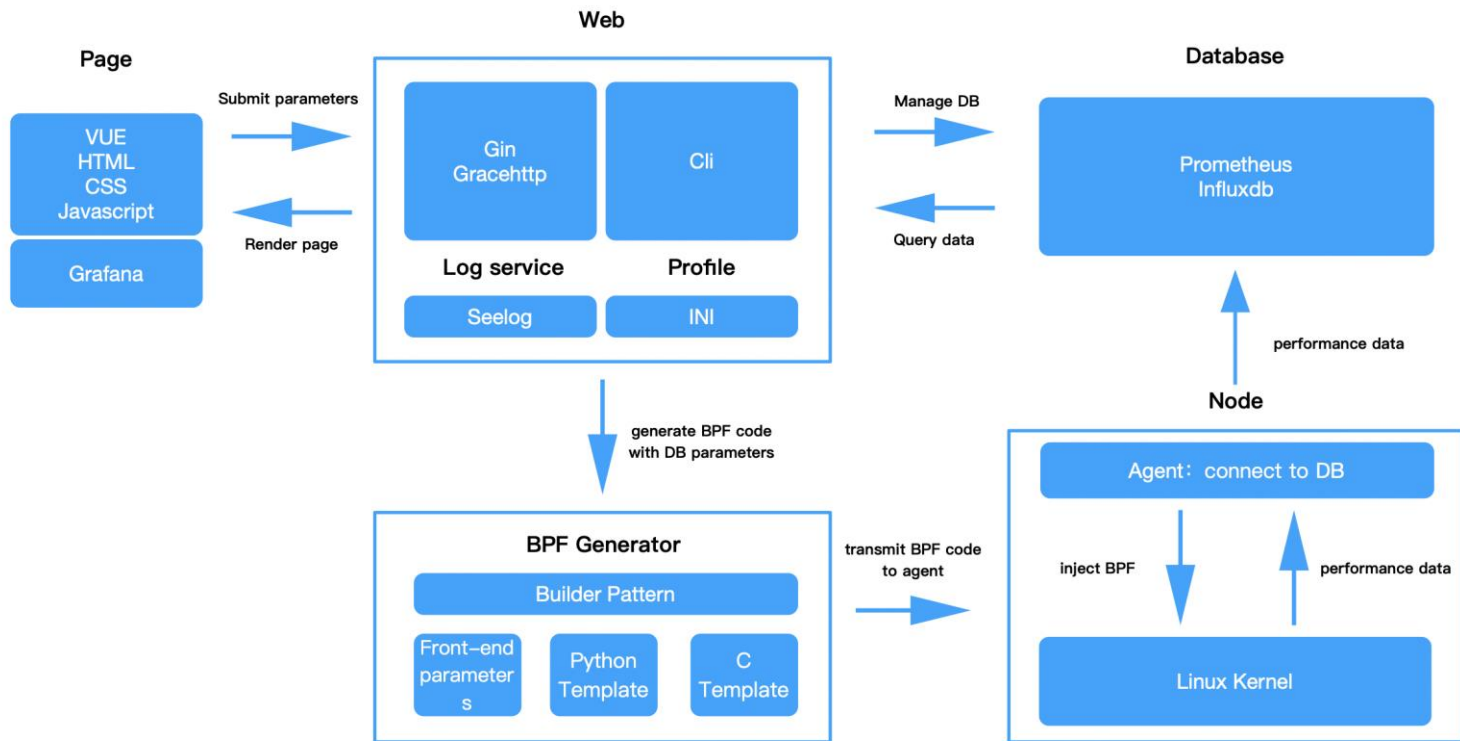 Web
Page
Database
Submit parameters
Manage DB
VUE
HTML
CSS
Javascript
Gin
Gracehttp
Cli
Prometheus
Influxdb
Render page
Query data
Grafana
Log service
Profile
Seelog
INI
performance data
Node
generate BPF code
with DB parameters
Agent：connect to DB
BPF Generator
transmit BPF code
to agent
inject BPF
performance data
Builder Pattern
Front-end
parameter
s
Python
Template
C
Template
Linux Kernel